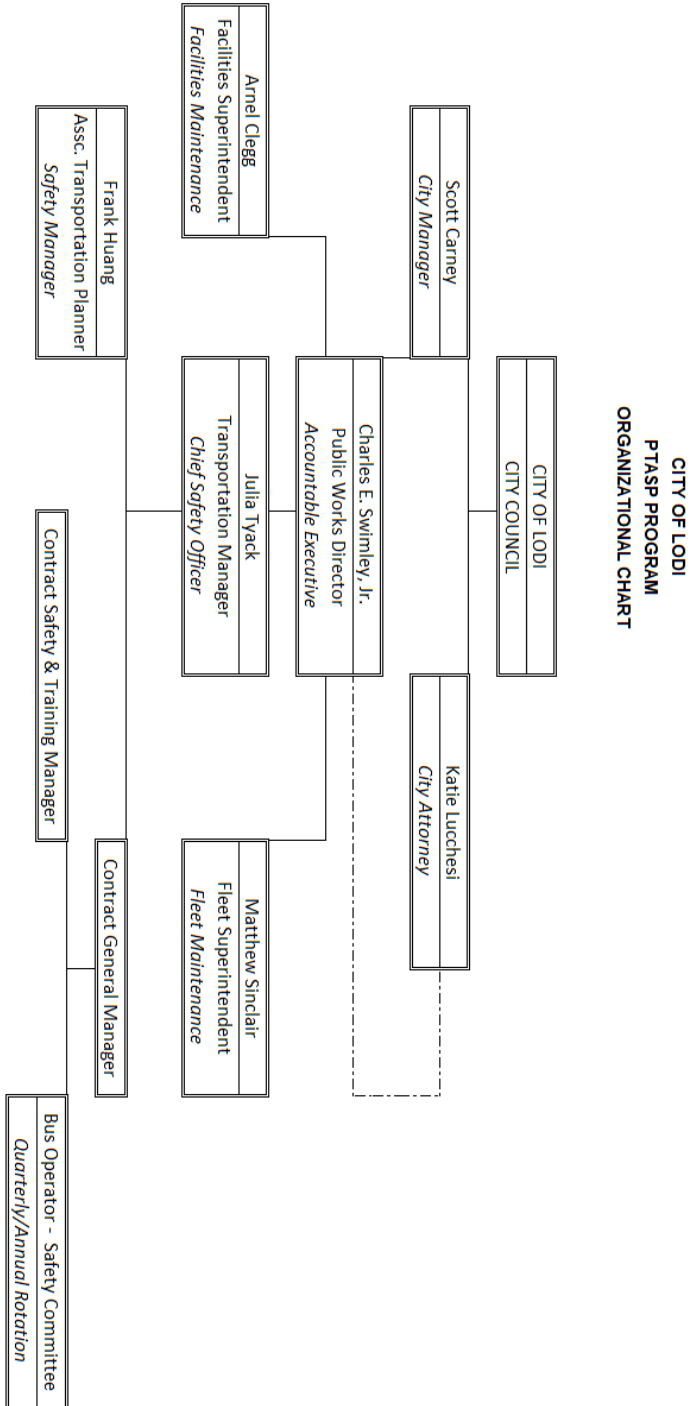 CITY OF LODI
PTASP PROGRAM
ORGANIZATIONAL CHART
CITY OF LODI
CITY COUNCIL
Scott Carney
City Manager
Katie Lucchesi
City Attorney
Charles E. Swimley, Jr.
Public Works Director
Accountable Executive
Arnel Clegg
Facilities Superintendent
Facilities Maintenance
Julia Tyack
Transportation Manager
Chief Safety Officer
Matthew Sinclair
Fleet Superintendent
Fleet Maintenance
Frank Huang
Assc. Transportation Planner
Safety Manager
Contract General Manager
Contract Safety & Training Manager
Bus Operator - Safety Committee
Quarterly/Annual Rotation